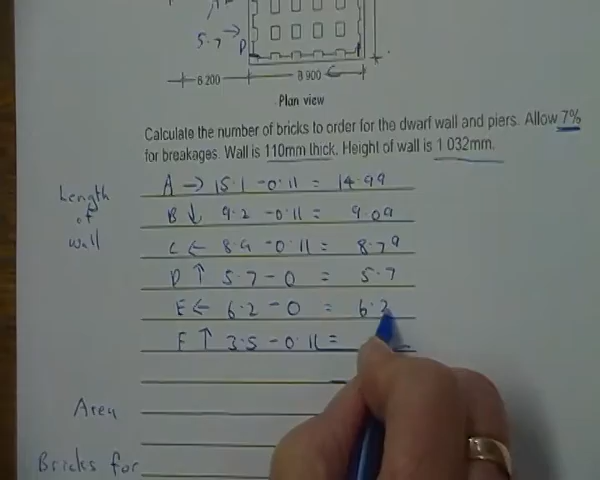 5.7 → D
6 200
8 900 C
Plan view
Calculate the number of bricks to order for the dwarf wall and piers. Allow 7%
for breakages. Wall is 110mm thick. Height of wall is 1 032mm.
Length of wall
A → 15.1 - 0.11 = 14.99
B ↓ 9.2 - 0.11 = 9.09
C ← 8.9 - 0.11 = 8.79
D ↑ 5.7 - 0 = 5.7
E ← 6.2 - 0 = 6.2
F ↑ 3.5 - 0.11 =
Area
Bricks for